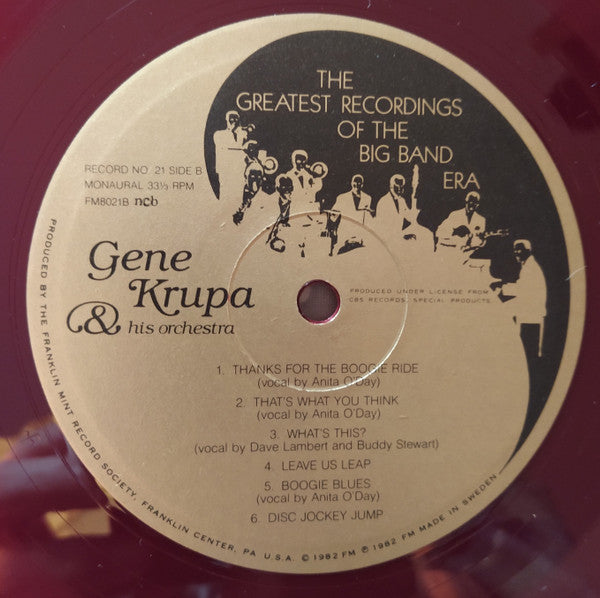 THE
GREATEST RECORDINGS
OF THE
BIG BAND
ERA
RECORD NO. 21 SIDE B
MONAURAL 33⅓ RPM
FM8021B ncb
Gene
Krupa
& his orchestra
PRODUCED UNDER LICENSE FROM
CBS RECORDS, SPECIAL PRODUCTS
1. THANKS FOR THE BOOGIE RIDE
(vocal by Anita O'Day)
2. THAT'S WHAT YOU THINK
(vocal by Anita O'Day)
3. WHAT'S THIS?
(vocal by Dave Lambert and Buddy Stewart)
4. LEAVE US LEAP
5. BOOGIE BLUES
(vocal by Anita O'Day)
6. DISC JOCKEY JUMP
PRODUCED BY THE FRANKLIN MINT RECORD SOCIETY, FRANKLIN CENTER, PA U.S.A. © 1982 FM ℗ 1982 FM MADE IN SWEDEN